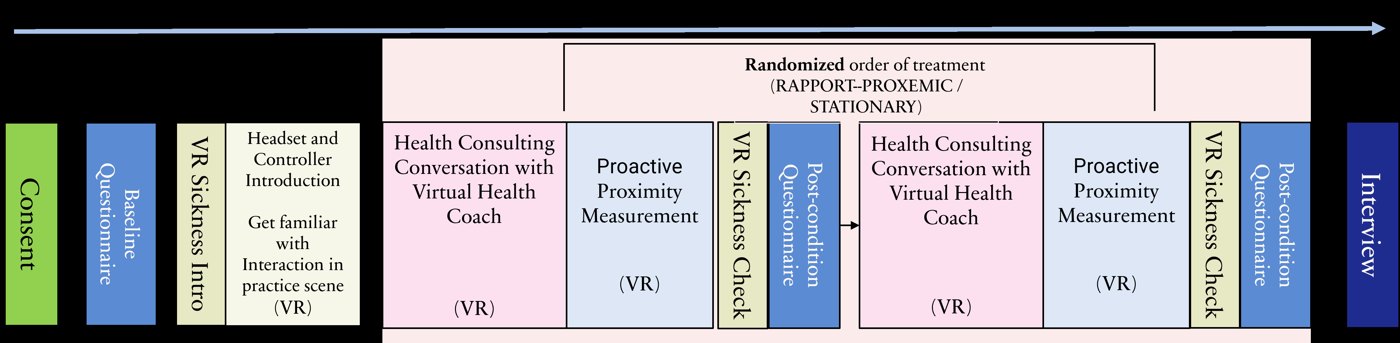 Randomized order of treatment
(RAPPORT--PROXEMIC /
STATIONARY)
Consent
Baseline
Questionnaire
VR Sickness Intro
Headset and
Controller
Introduction
Get familiar
with
Interaction in
practice scene
(VR)
Health Consulting
Conversation with
Virtual Health
Coach
(VR)
Proactive
Proximity
Measurement
(VR)
VR Sickness Check
Post-condition
Questionnaire
Health Consulting
Conversation with
Virtual Health
Coach
(VR)
Proactive
Proximity
Measurement
(VR)
VR Sickness Check
Post-condition
Questionnaire
Interview